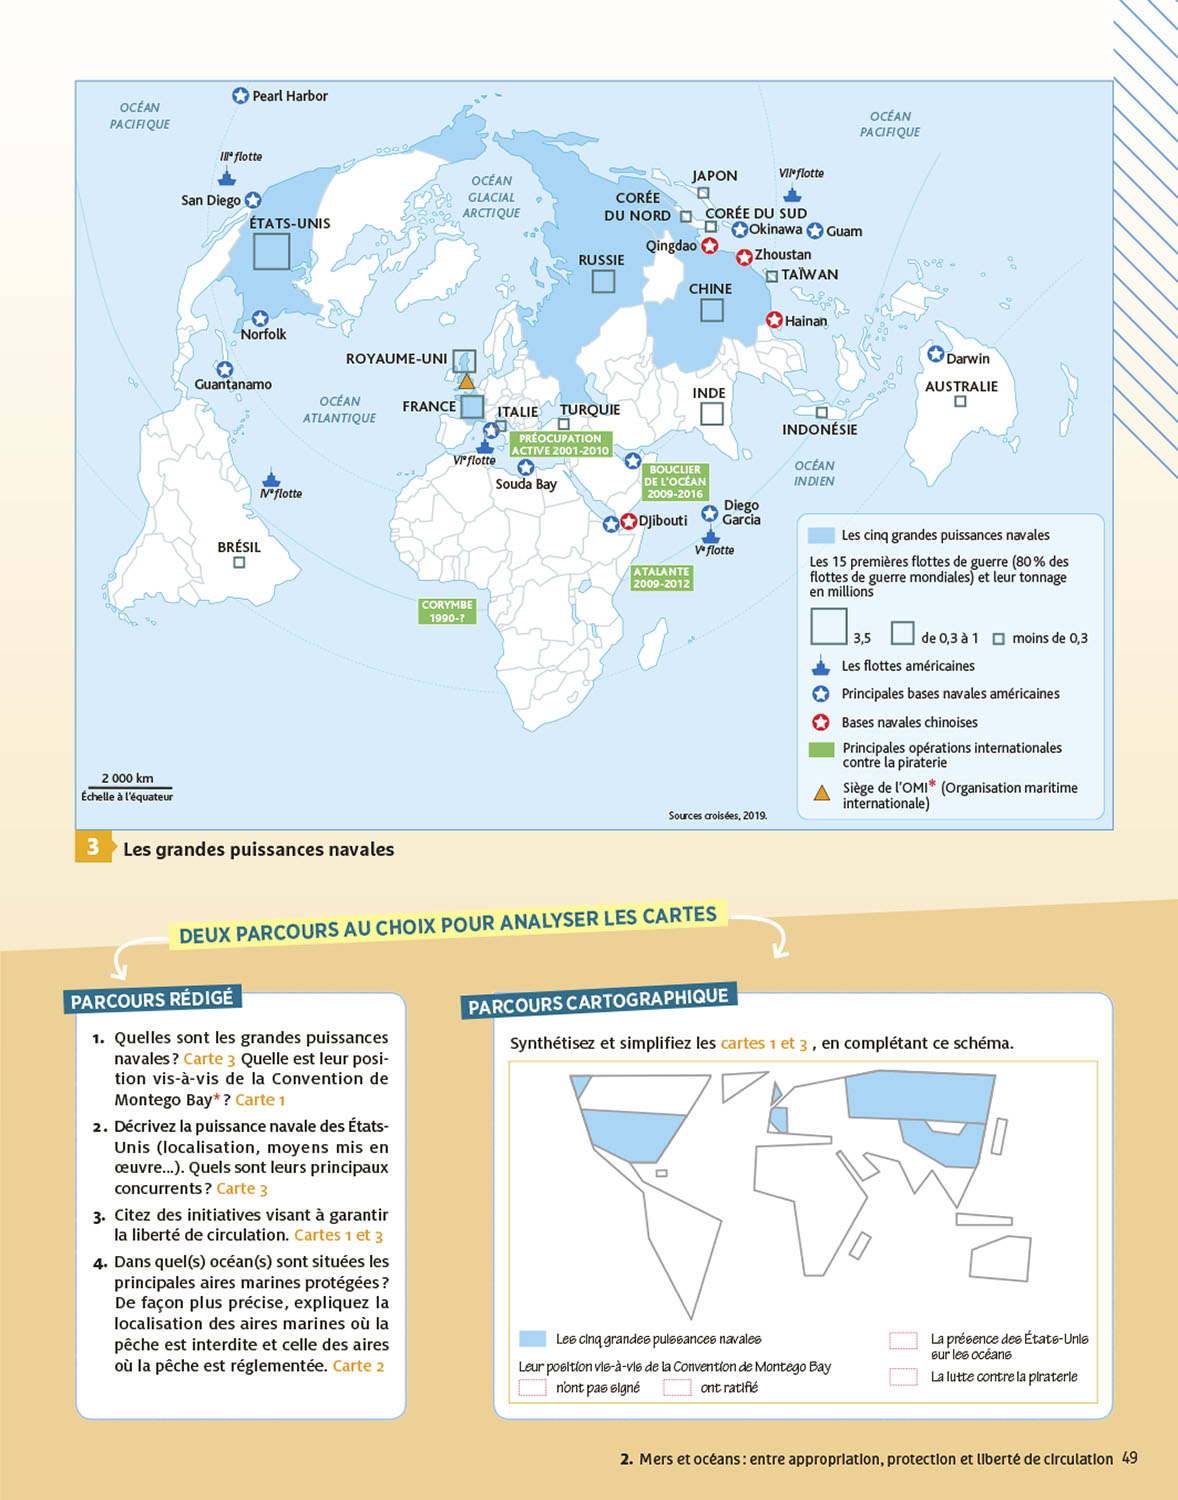 OCÉAN
PACIFIQUE
Pearl Harbor
OCÉAN
PACIFIQUE
IIIᵉ flotte
San Diego
ÉTATS-UNIS
OCÉAN
GLACIAL
ARCTIQUE
JAPON
VIIᵉ flotte
CORÉE
DU NORD
CORÉE DU SUD
Okinawa
Guam
Qingdao
Zhoustan
RUSSIE
TAÏWAN
CHINE
Hainan
Norfolk
ROYAUME-UNI
Darwin
Guantanamo
AUSTRALIE
OCÉAN
ATLANTIQUE
FRANCE
ITALIE
TURQUIE
INDE
INDONÉSIE
PRÉOCUPATION
ACTIVE 2001-2010
VIᵉ flotte
Souda Bay
BOUCLIER
DE L'OCÉAN
2009-2016
OCÉAN
INDIEN
IVᵉ flotte
Djibouti
Diego
Garcia
Vᵉ flotte
BRÉSIL
ATALANTE
2009-2012
CORYMBE
1990-?
Les cinq grandes puissances navales
Les 15 premières flottes de guerre (80 % des
flottes de guerre mondiales) et leur tonnage
en millions
3,5 de 0,3 à 1 moins de 0,3
Les flottes américaines
Principales bases navales américaines
Bases navales chinoises
Principales opérations internationales
contre la piraterie
Siège de l'OMI* (Organisation maritime
internationale)
2 000 km
Échelle à l'équateur
Sources croisées, 2019.
3 Les grandes puissances navales
DEUX PARCOURS AU CHOIX POUR ANALYSER LES CARTES
PARCOURS RÉDIGÉ
1. Quelles sont les grandes puissances
navales ? Carte 3 Quelle est leur posi-
tion vis-à-vis de la Convention de
Montego Bay* ? Carte 1
2. Décrivez la puissance navale des États-
Unis (localisation, moyens mis en
œuvre...). Quels sont leurs principaux
concurrents ? Carte 3
3. Citez des initiatives visant à garantir
la liberté de circulation. Cartes 1 et 3
4. Dans quel(s) océan(s) sont situées les
principales aires marines protégées ?
De façon plus précise, expliquez la
localisation des aires marines où la
pêche est interdite et celle des aires
où la pêche est réglementée. Carte 2
PARCOURS CARTOGRAPHIQUE
Synthétisez et simplifiez les cartes 1 et 3 , en complétant ce schéma.
Les cinq grandes puissances navales
Leur position vis-à-vis de la Convention de Montego Bay
n'ont pas signé ont ratifié
La présence des États-Unis
sur les océans
La lutte contre la piraterie
2. Mers et océans : entre appropriation, protection et liberté de circulation 49